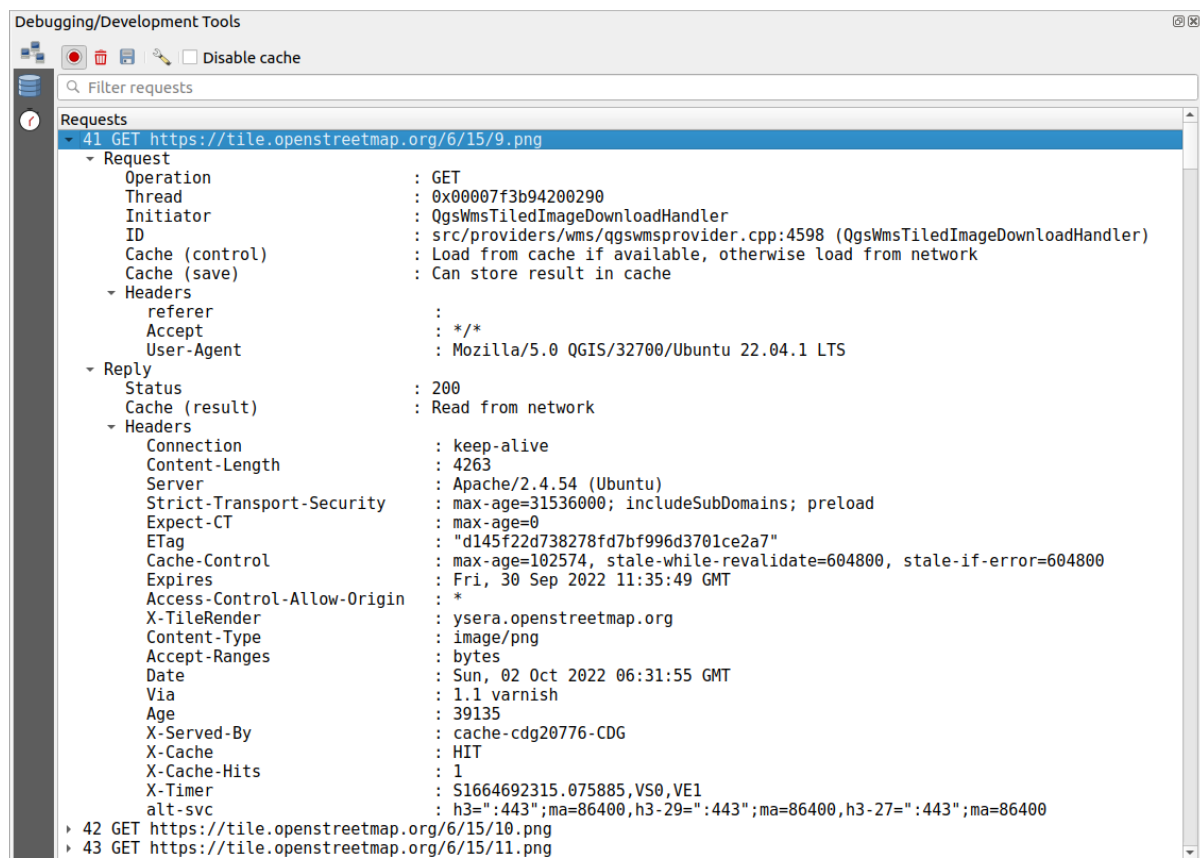 Debugging/Development Tools
Disable cache
Filter requests
Requests
41 GET https://tile.openstreetmap.org/6/15/9.png
Request
Operation : GET
Thread : 0x00007f3b94200290
Initiator : QgsWmsTiledImageDownloadHandler
ID : src/providers/wms/qgswmsprovider.cpp:4598 (QgsWmsTiledImageDownloadHandler)
Cache (control) : Load from cache if available, otherwise load from network
Cache (save) : Can store result in cache
Headers
referer :
Accept : */*
User-Agent : Mozilla/5.0 QGIS/32700/Ubuntu 22.04.1 LTS
Reply
Status : 200
Cache (result) : Read from network
Headers
Connection : keep-alive
Content-Length : 4263
Server : Apache/2.4.54 (Ubuntu)
Strict-Transport-Security : max-age=31536000; includeSubDomains; preload
Expect-CT : max-age=0
ETag : "d145f22d738278fd7bf996d3701ce2a7"
Cache-Control : max-age=102574, stale-while-revalidate=604800, stale-if-error=604800
Expires : Fri, 30 Sep 2022 11:35:49 GMT
Access-Control-Allow-Origin : *
X-TileRender : ysera.openstreetmap.org
Content-Type : image/png
Accept-Ranges : bytes
Date : Sun, 02 Oct 2022 06:31:55 GMT
Via : 1.1 varnish
Age : 39135
X-Served-By : cache-cdg20776-CDG
X-Cache : HIT
X-Cache-Hits : 1
X-Timer : S1664692315.075885,VS0,VE1
alt-svc : h3=":443";ma=86400,h3-29=":443";ma=86400,h3-27=":443";ma=86400
42 GET https://tile.openstreetmap.org/6/15/10.png
43 GET https://tile.openstreetmap.org/6/15/11.png